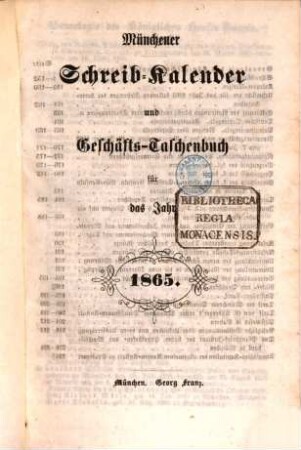 Münchener
Schreib-Kalender
und
Geschäfts-Taschenbuch
für
das Jahr
BIBLIOTHECA
REGIA
MONACENSIS.
1865.
München. Georg Franz.